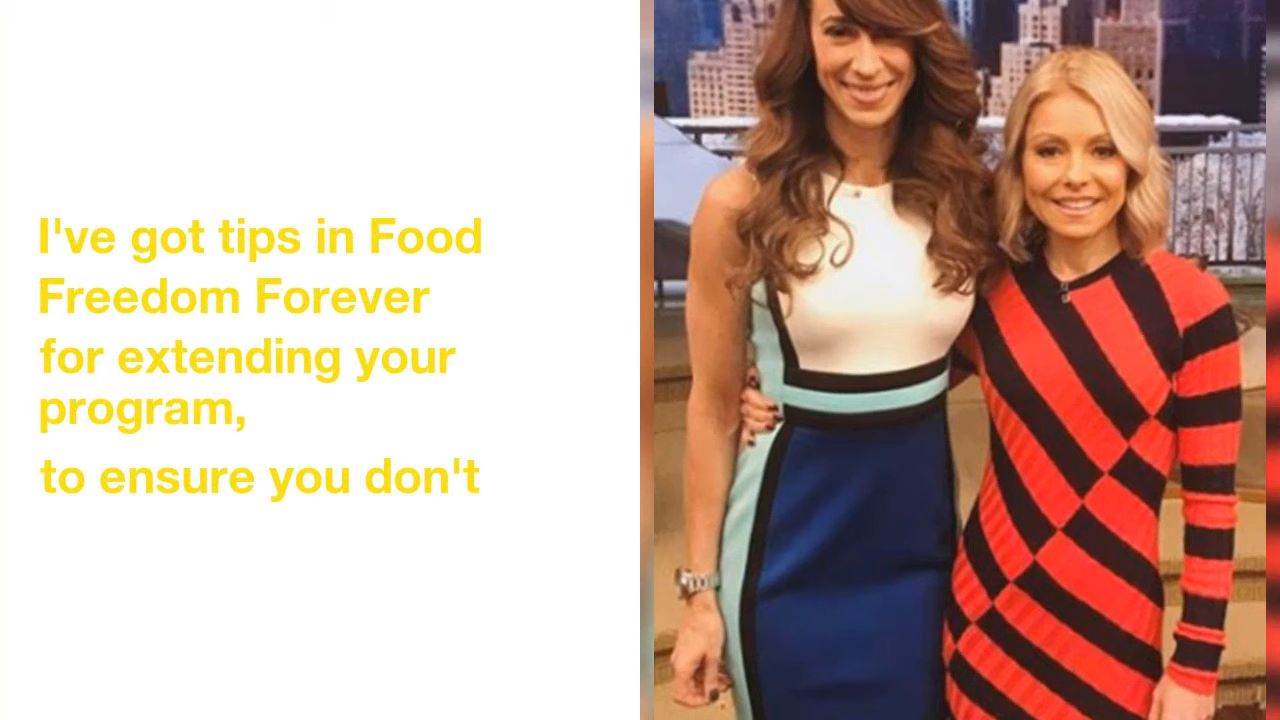 I've got tips in Food
Freedom Forever
for extending your
program,
to ensure you don't